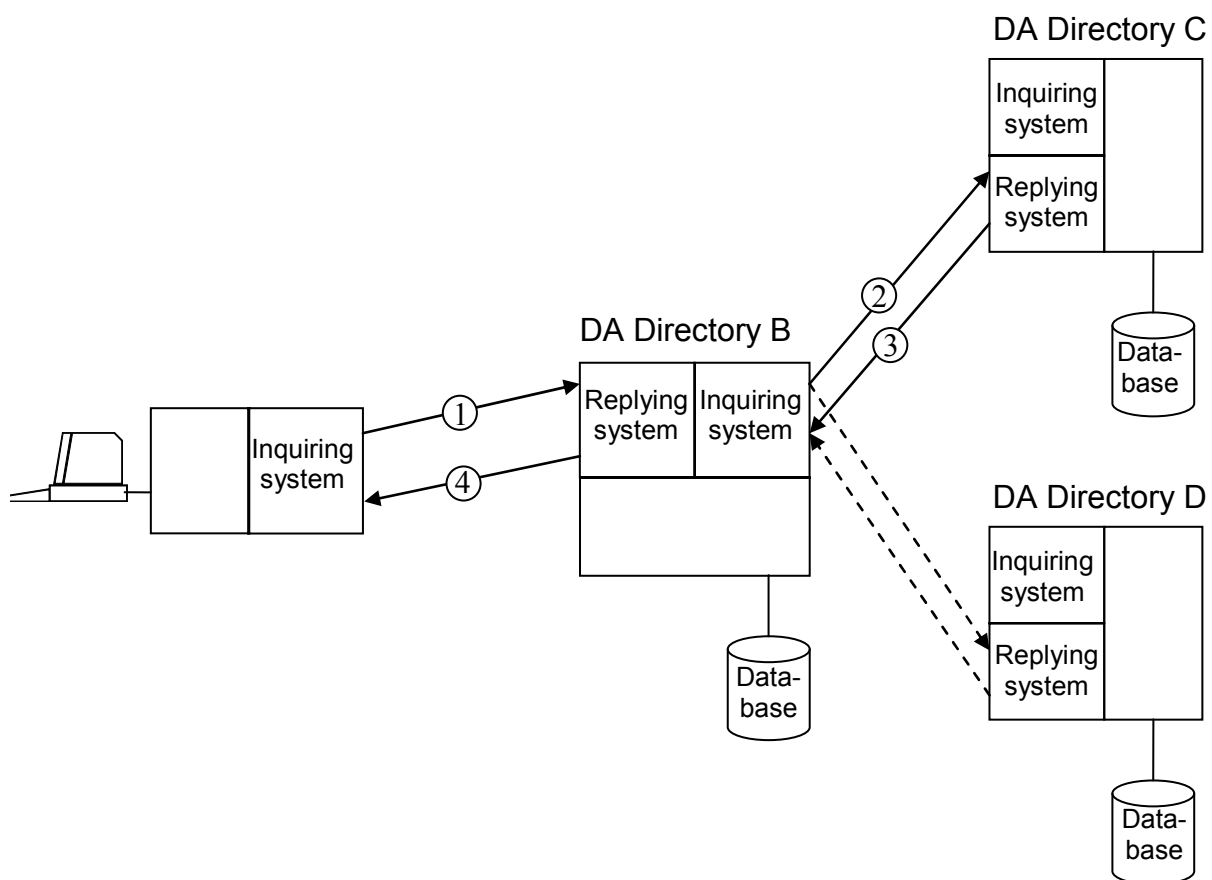 DA Directory C
Inquiring
system
Replying
system
2
DA Directory B
3
Data-
base
Replying
system
Inquiring
system
1
Inquiring
system
4
DA Directory D
Inquiring
system
Replying
system
Data-
base
Data-
base